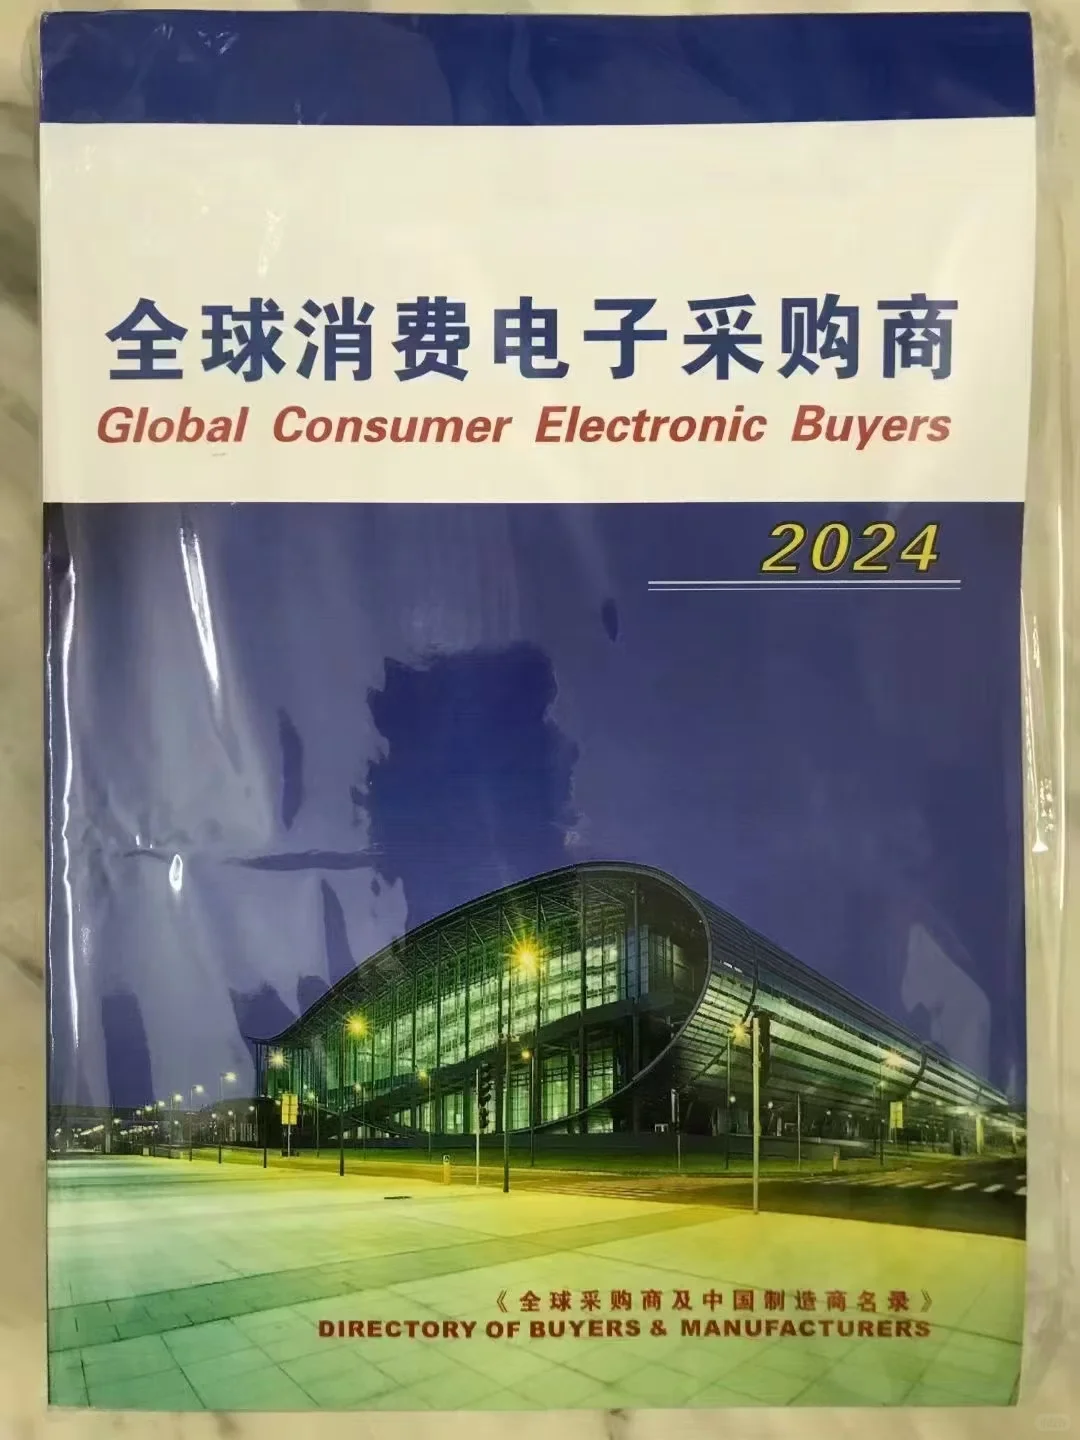 全球消费电子采购商
Global Consumer Electronic Buyers
2024
《全球采购商及中国制造商名录》
DIRECTORY OF BUYERS & MANUFACTURERS